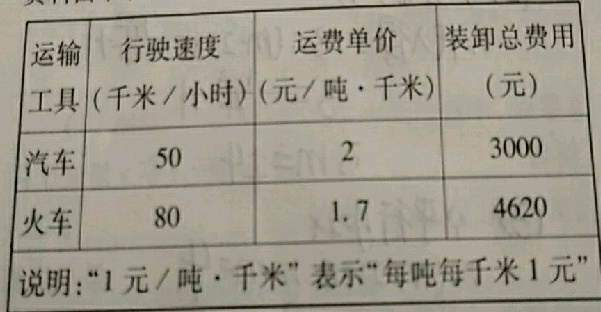 运输 行驶速度 运费单价 装卸总费用
工具 (千米/小时) (元/吨·千米) (元)
汽车 50 2 3000
火车 80 1.7 4620
说明:“1元/吨·千米”表示“每吨每千米1元”